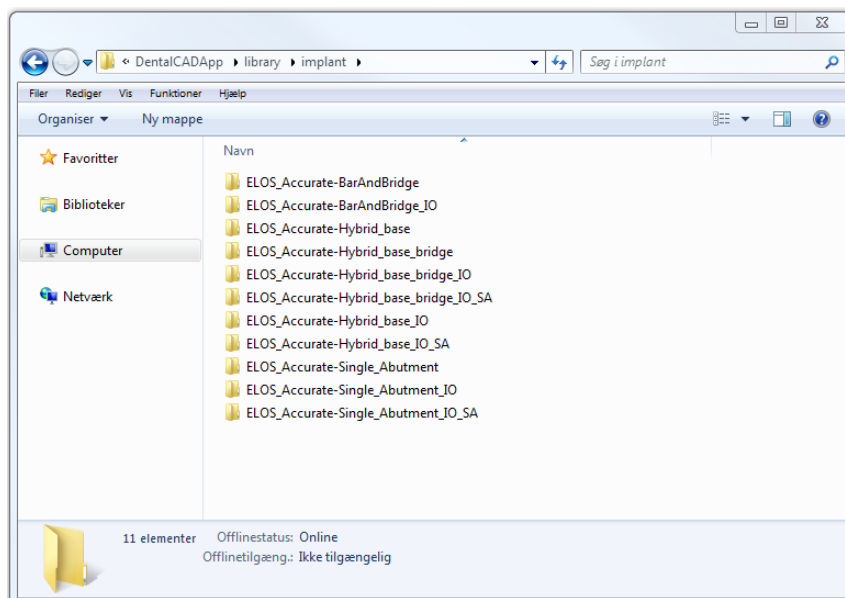 « DentalCADApp library implant
Søg i implant
Filer Rediger Vis Funktioner Hjælp
Organiser Ny mappe
Favoritter
Biblioteker
Computer
Netværk
Navn
ELOS_Accurate-BarAndBridge
ELOS_Accurate-BarAndBridge_IO
ELOS_Accurate-Hybrid_base
ELOS_Accurate-Hybrid_base_bridge
ELOS_Accurate-Hybrid_base_bridge_IO
ELOS_Accurate-Hybrid_base_bridge_IO_SA
ELOS_Accurate-Hybrid_base_IO
ELOS_Accurate-Hybrid_base_IO_SA
ELOS_Accurate-Single_Abutment
ELOS_Accurate-Single_Abutment_IO
ELOS_Accurate-Single_Abutment_IO_SA
11 elementer Offlinestatus: Online
Offlinetilgæng.: Ikke tilgængelig